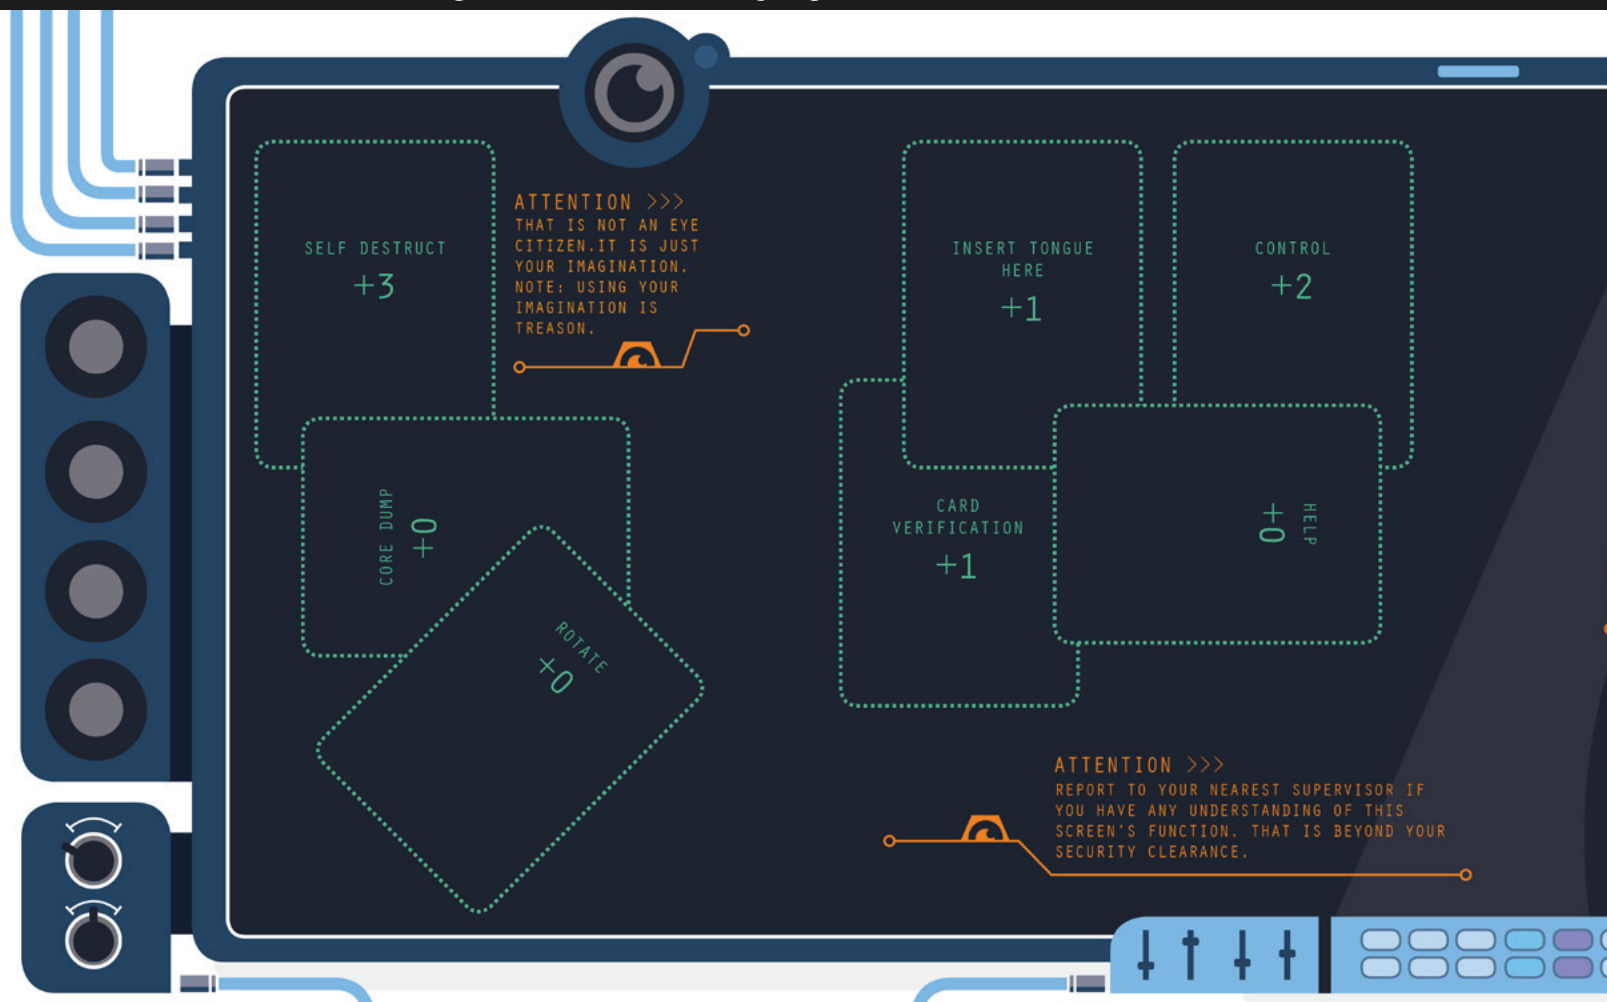 SELF DESTRUCT
+3
ATTENTION >>>
THAT IS NOT AN EYE
CITIZEN.IT IS JUST
YOUR IMAGINATION.
NOTE: USING YOUR
IMAGINATION IS
TREASON.
CORE DUMP
+0
ROTATE
+0
INSERT TONGUE
HERE
+1
CONTROL
+2
CARD
VERIFICATION
+1
HELP
+0
ATTENTION >>>
REPORT TO YOUR NEAREST SUPERVISOR IF
YOU HAVE ANY UNDERSTANDING OF THIS
SCREEN'S FUNCTION. THAT IS BEYOND YOUR
SECURITY CLEARANCE.